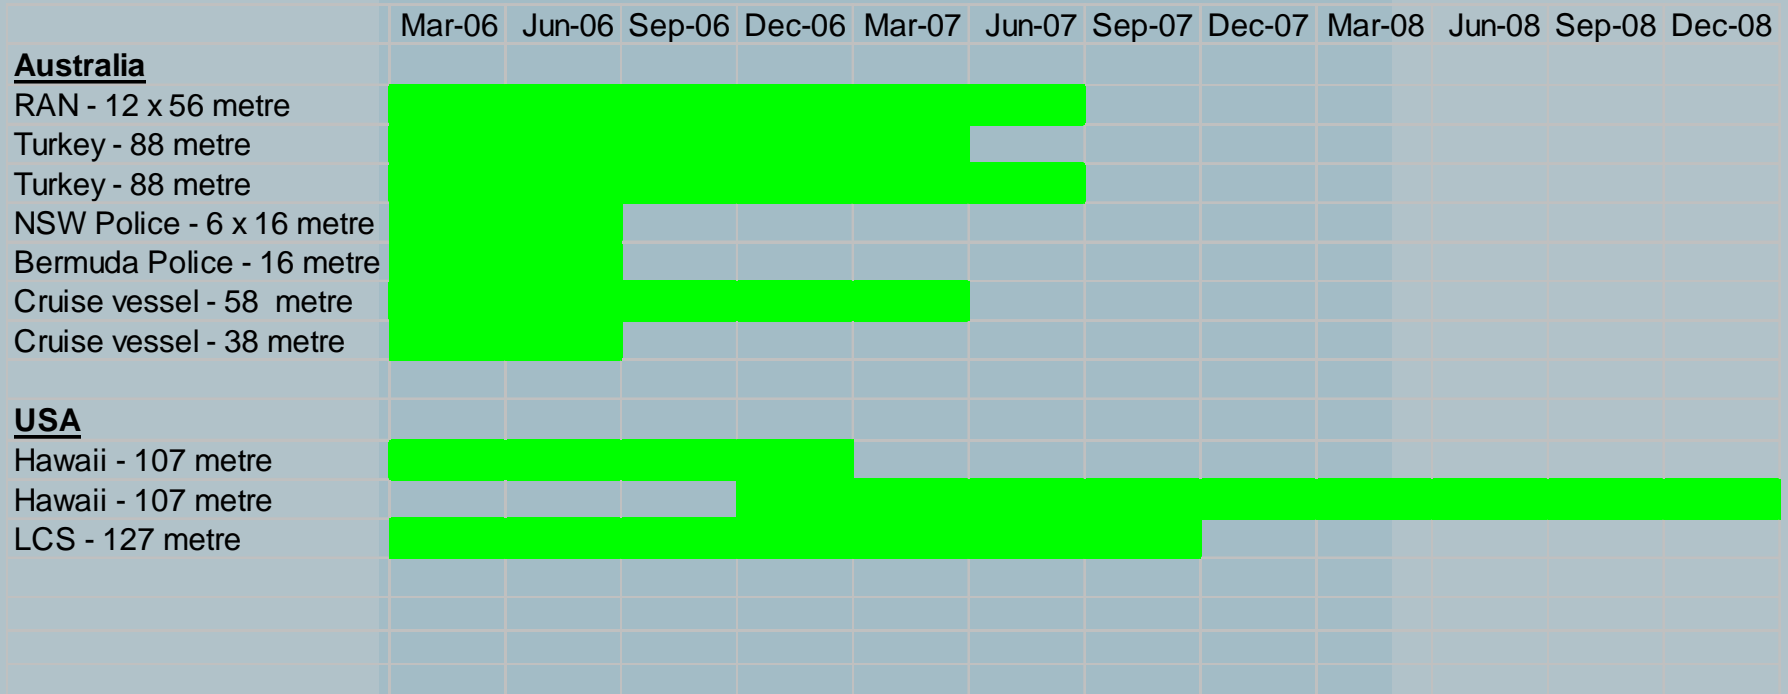 Mar-06 Jun-06 Sep-06 Dec-06 Mar-07 Jun-07 Sep-07 Dec-07 Mar-08 Jun-08 Sep-08 Dec-08
Australia
RAN - 12 x 56 metre
Turkey - 88 metre
Turkey - 88 metre
NSW Police - 6 x 16 metre
Bermuda Police - 16 metre
Cruise vessel - 58 metre
Cruise vessel - 38 metre
USA
Hawaii - 107 metre
Hawaii - 107 metre
LCS - 127 metre